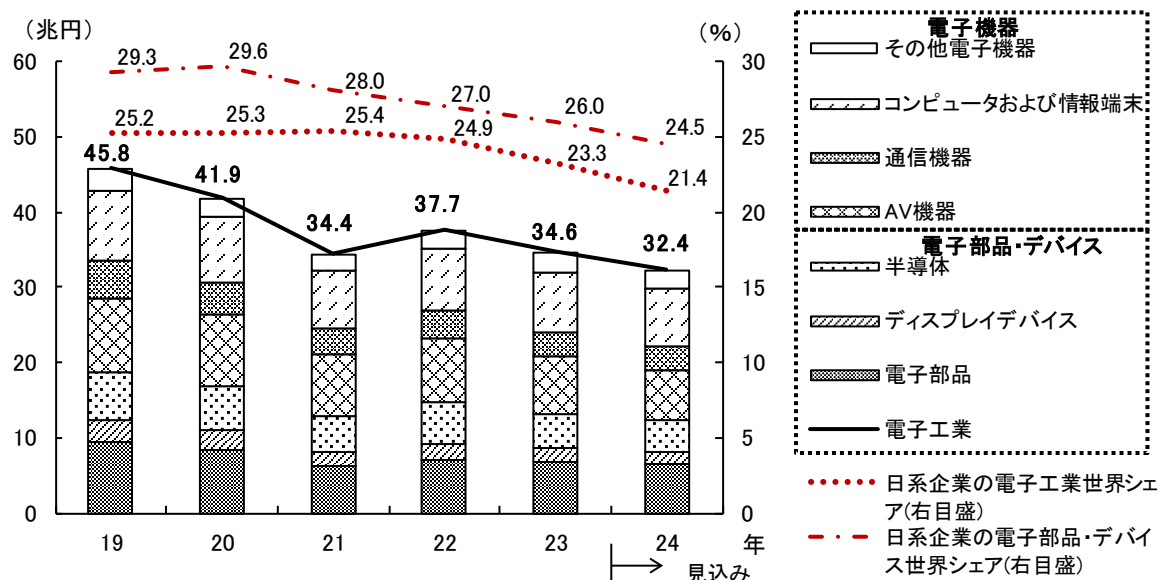 （兆円）
（％）
60
50
40
30
20
10
0
30
25
20
15
10
5
0
29.3
29.6
28.0
27.0
26.0
24.5
25.2
25.3
25.4
24.9
23.3
21.4
45.8
41.9
34.4
37.7
34.6
32.4
19
20
21
22
23
24
年
見込み
電子機器
その他電子機器
コンピュータおよび情報端末
通信機器
AV機器
電子部品・デバイス
半導体
ディスプレイデバイス
電子部品
電子工業
日系企業の電子工業世界シェ
ア(右目盛)
日系企業の電子部品・デバイ
ス世界シェア(右目盛)